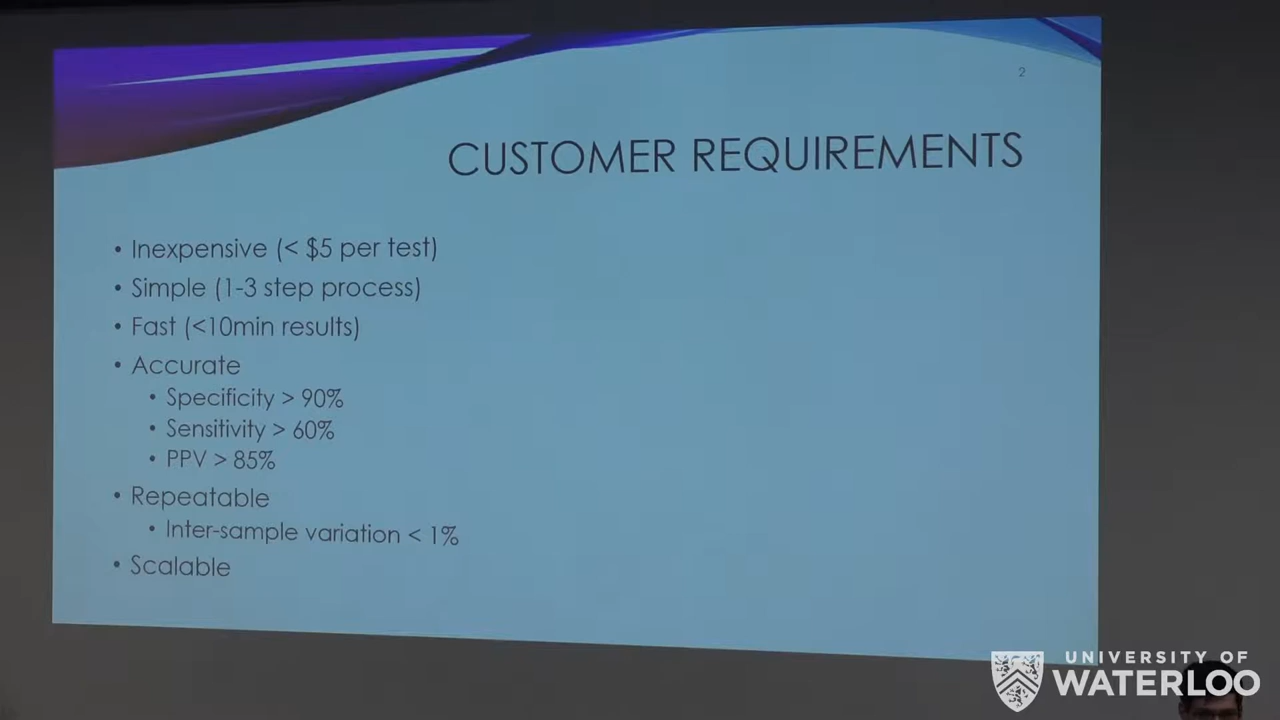 2
CUSTOMER REQUIREMENTS
• Inexpensive (< $5 per test)
• Simple (1-3 step process)
• Fast (<10min results)
• Accurate
• Specificity > 90%
• Sensitivity > 60%
• PPV > 85%
• Repeatable
• Inter-sample variation < 1%
• Scalable
UNIVERSITY OF
WATERLOO